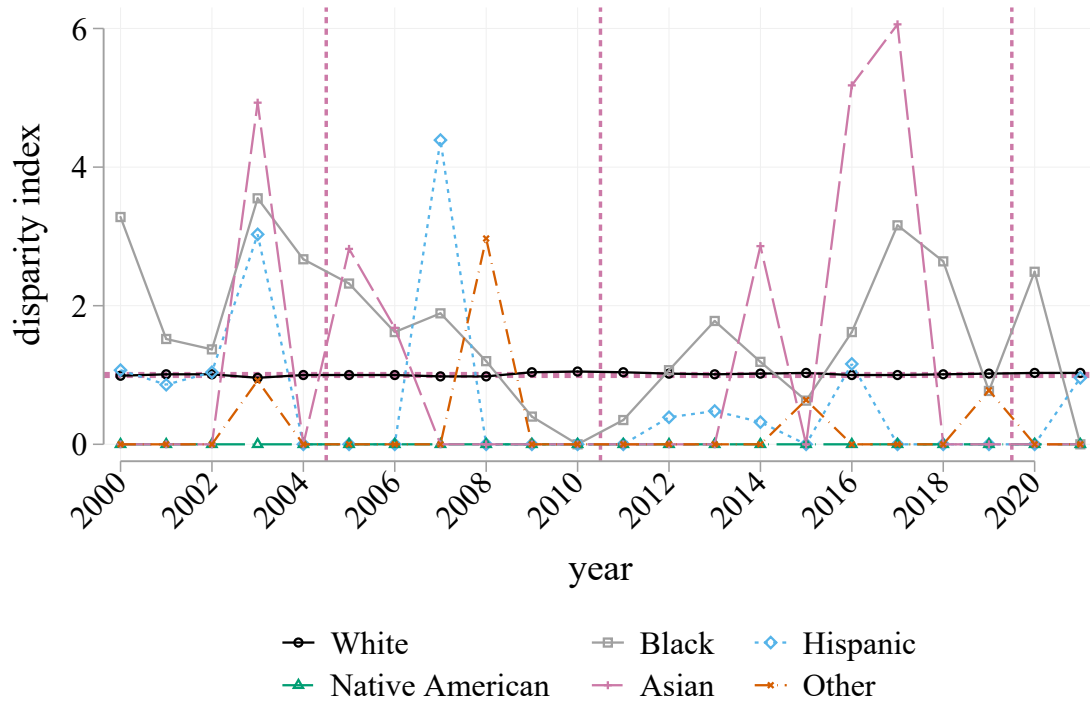 disparity index
6
4
2
0
2000 2002 2004 2006 2008 2010 2012 2014 2016 2018 2020
year
White Black Hispanic
Native American Asian Other